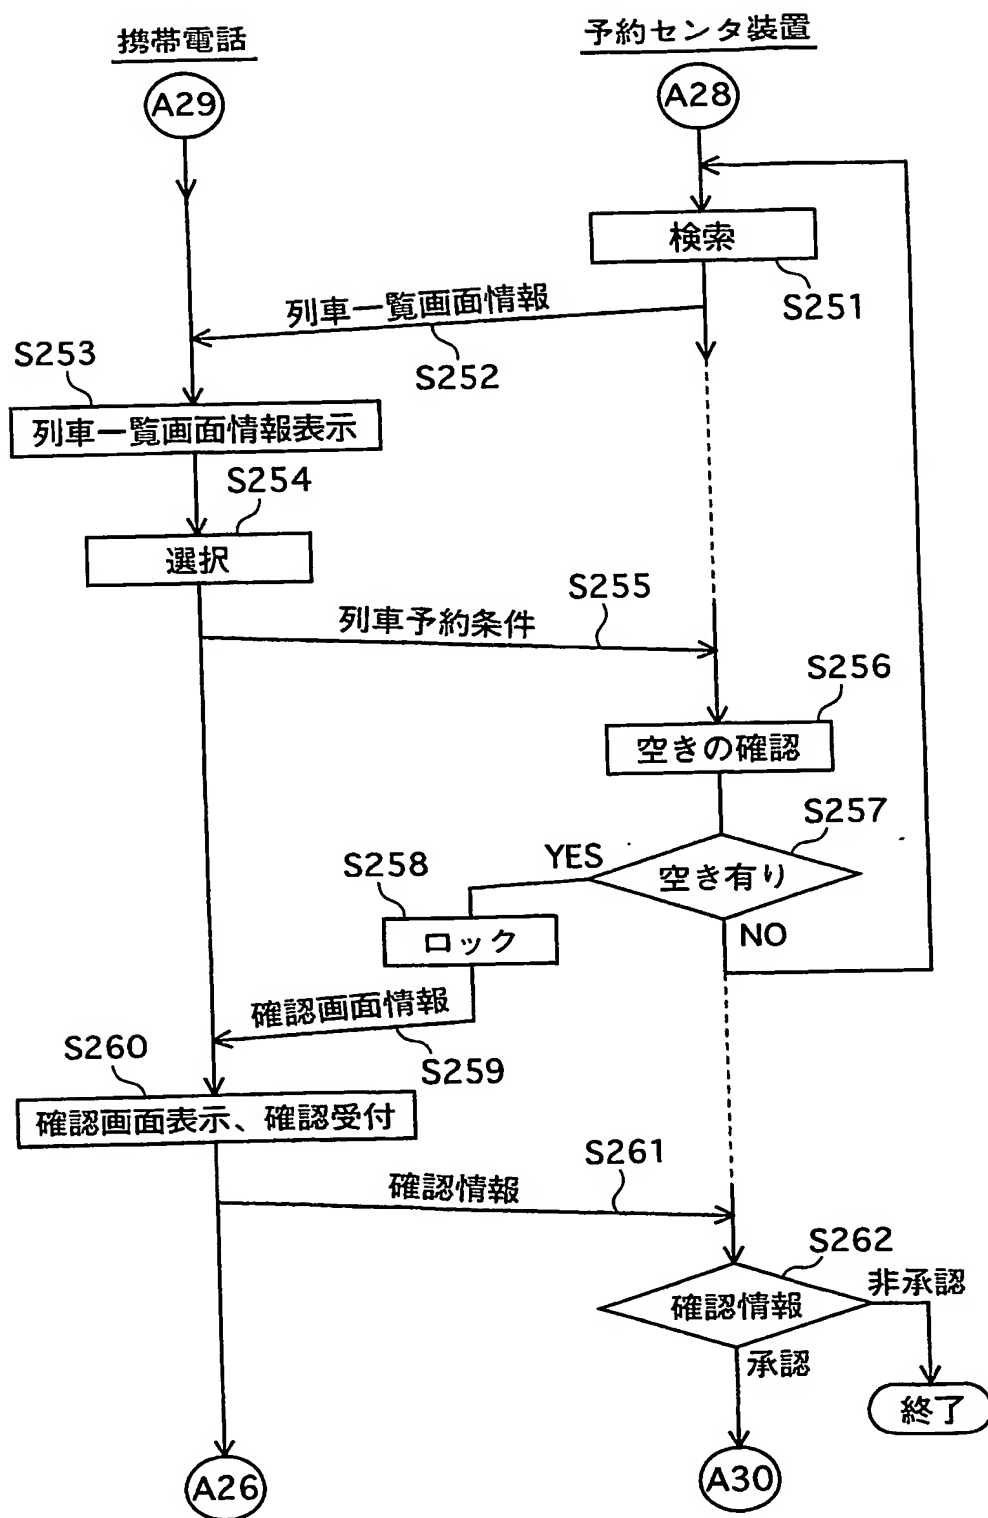 携帯電話
予約センタ装置
A29
A28
検索
S251
列車一覧画面情報
S252
S253
列車一覧画面情報表示
S254
選択
S255
列車予約条件
S256
空きの確認
S257
空き有り
YES
NO
S258
ロック
確認画面情報
S259
S260
確認画面表示、確認受付
S261
確認情報
S262
確認情報
非承認
承認
終了
A26
A30